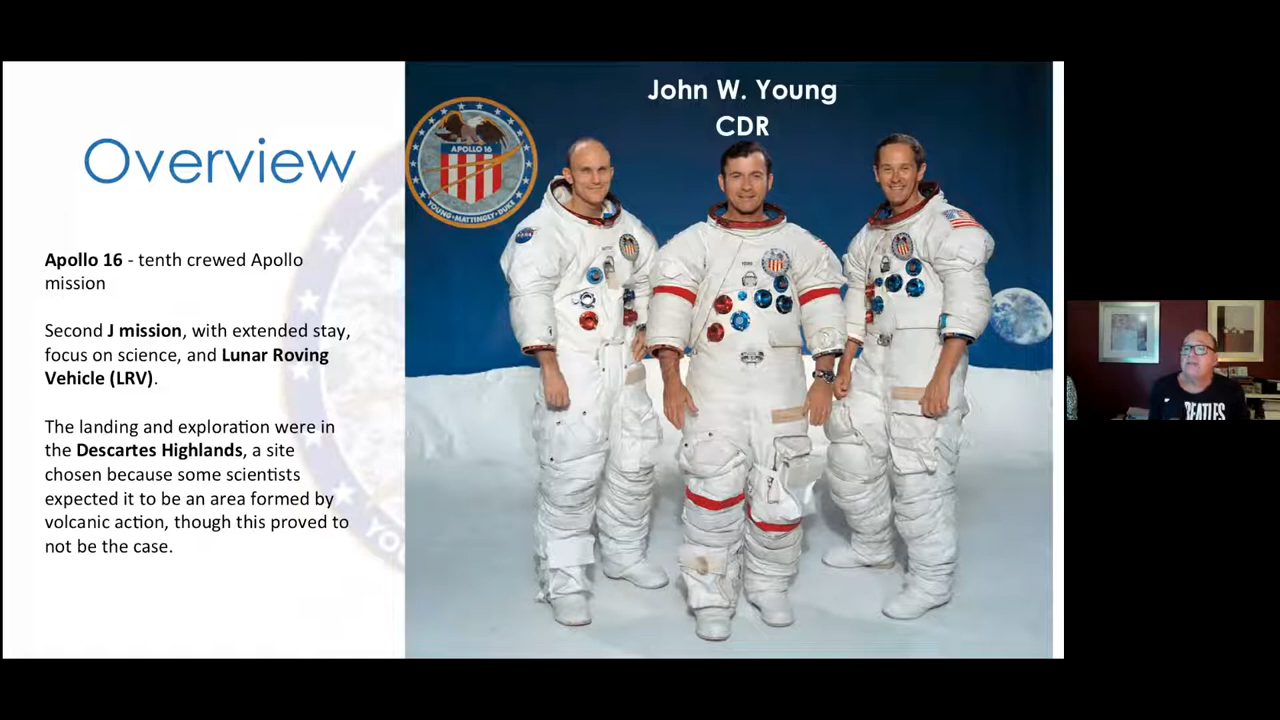 Overview
Apollo 16 - tenth crewed Apollo
mission
Second J mission, with extended stay,
focus on science, and Lunar Roving
Vehicle (LRV).
The landing and exploration were in
the Descartes Highlands, a site
chosen because some scientists
expected it to be an area formed by
volcanic action, though this proved to
not be the case.
John W. Young
CDR
APOLLO 16
YOUNG • MATTINGLY • DUKE
NASA
BEATLES